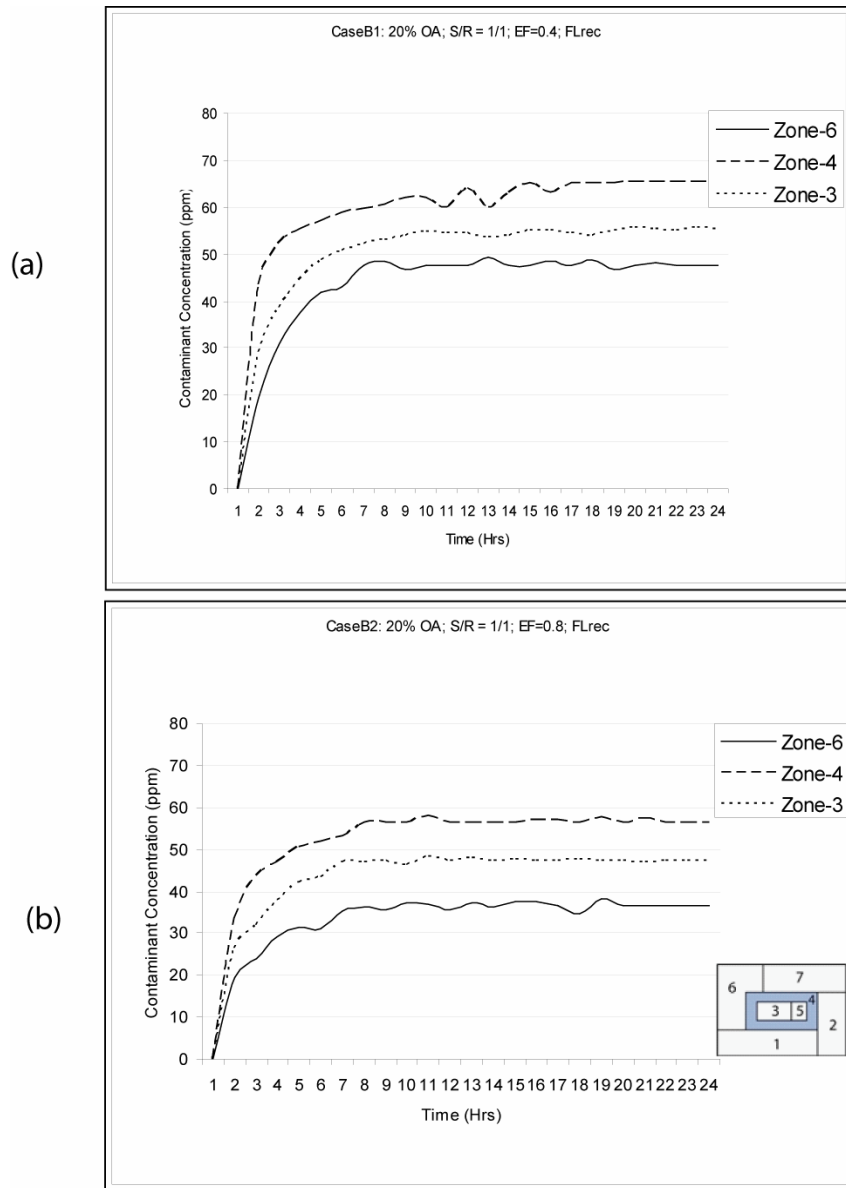 CaseB1: 20% OA; S/R = 1/1; EF=0.4; FLrec
80
70
60
50
40
30
20
10
0
Contaminant Concentration (ppm)
Zone-6
Zone-4
Zone-3
1 2 3 4 5 6 7 8 9 10 11 12 13 14 15 16 17 18 19 20 21 22 23 24
Time (Hrs)
(a)
CaseB2: 20% OA; S/R = 1/1; EF=0.8; FLrec
80
70
60
50
40
30
20
10
0
Contaminant Concentration (ppm)
Zone-6
Zone-4
Zone-3
1 2 3 4 5 6 7 8 9 10 11 12 13 14 15 16 17 18 19 20 21 22 23 24
Time (Hrs)
(b)
6 7
4
3 5
2
1